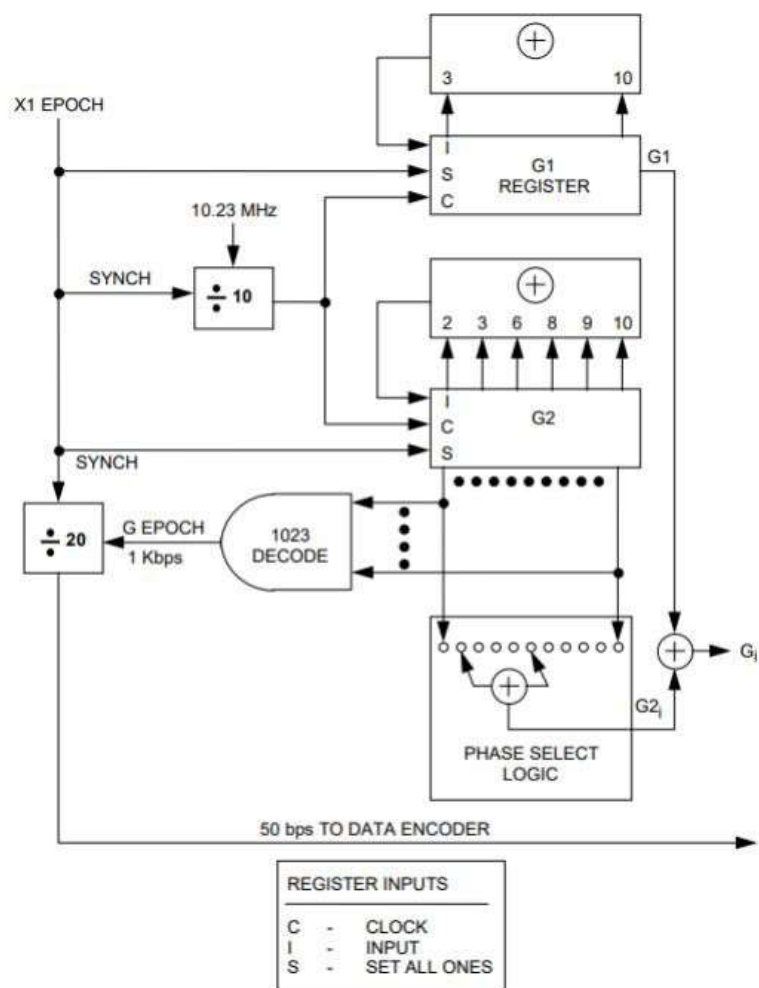 3 10
X1 EPOCH
I
S
C
G1
REGISTER
G1
10.23 MHz
SYNCH
÷ 10
2 3 6 8 9 10
I
C
S
G2
SYNCH
÷ 20
G EPOCH
1 Kbps
1023
DECODE
Gi
G2i
PHASE SELECT
LOGIC
50 bps TO DATA ENCODER
REGISTER INPUTS
C - CLOCK
I - INPUT
S - SET ALL ONES